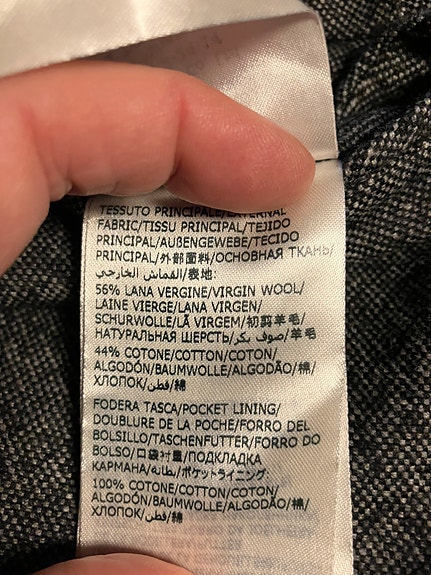 TESSUTO PRINCIPALE/EXTERNAL
FABRIC/TISSU PRINCIPAL/TEJIDO
PRINCIPAL/AUßENGEWEBE/TECIDO
PRINCIPAL/外部面料/ОСНОВНАЯ ТКАНЬ/
القماش الخارجي/表地:
56% LANA VERGINE/VIRGIN WOOL/
LAINE VIERGE/LANA VIRGEN/
SCHURWOLLE/LÃ VIRGEM/初剪羊毛/
НАТУРАЛЬНАЯ ШЕРСТЬ/صوف بكر/羊毛
44% COTONE/COTTON/COTON/
ALGODÓN/BAUMWOLLE/ALGODÃO/棉/
ХЛОПОК/قطن/綿
FODERA TASCA/POCKET LINING/
DOUBLURE DE LA POCHE/FORRO DEL
BOLSILLO/TASCHENFUTTER/FORRO DO
BOLSO/口袋衬里/ПОДКЛАДКА
КАРМАНА/بطانة/ポケットライニング:
100% COTONE/COTTON/COTON/
ALGODÓN/BAUMWOLLE/ALGODÃO/棉/
ХЛОПОК/قطن/綿